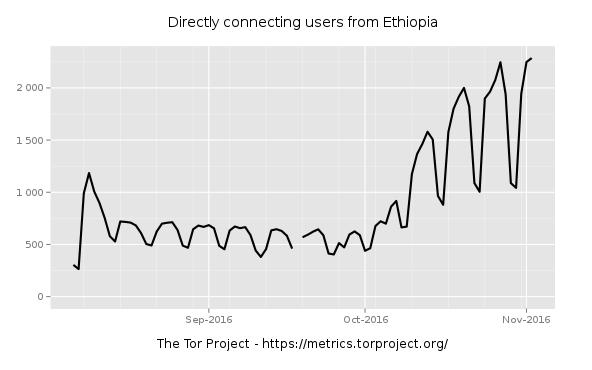 Directly connecting users from Ethiopia
2 000
1 500
1 000
500
0
Sep-2016 Oct-2016 Nov-2016
The Tor Project - https://metrics.torproject.org/